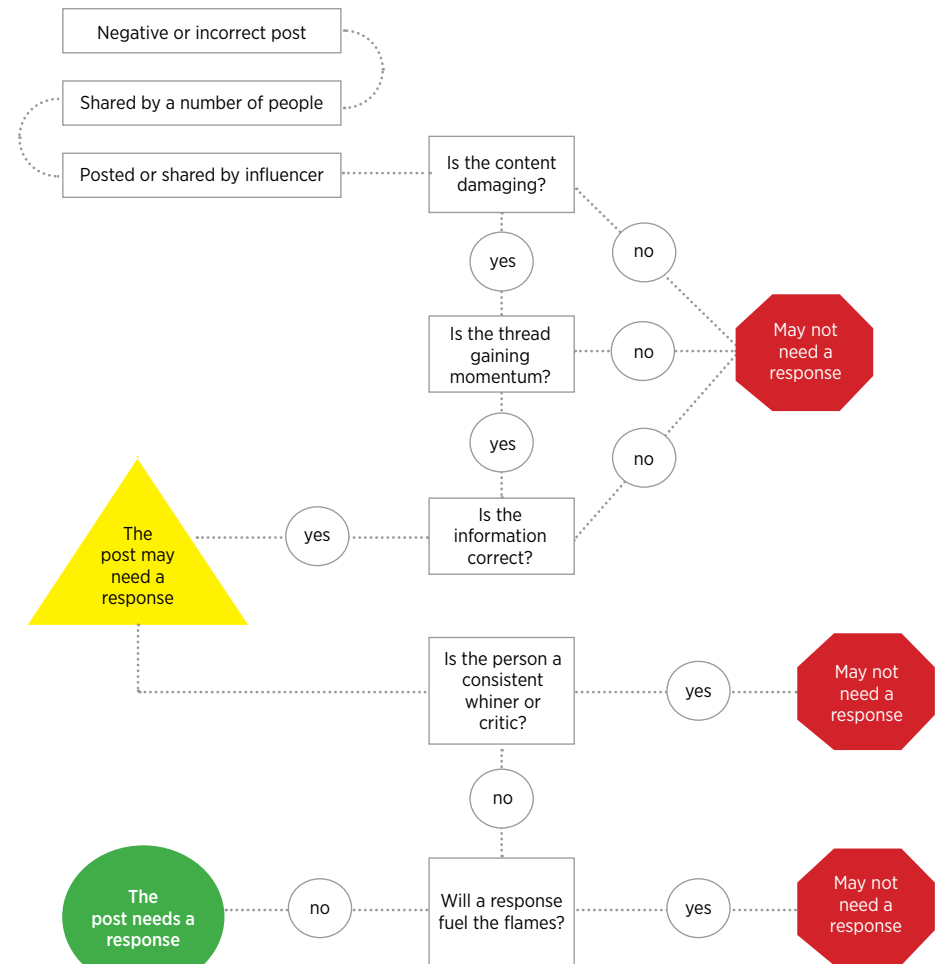 Negative or incorrect post
Shared by a number of people
Posted or shared by influencer
Is the content
damaging?
no
yes
Is the thread
gaining
momentum?
no
May not
need a
response
yes
no
Is the
information
correct?
yes
The
post may
need a
response
Is the person a
consistent
whiner or
critic?
yes
May not
need a
response
no
Will a response
fuel the flames?
yes
May not
need a
response
no
The
post needs a
response